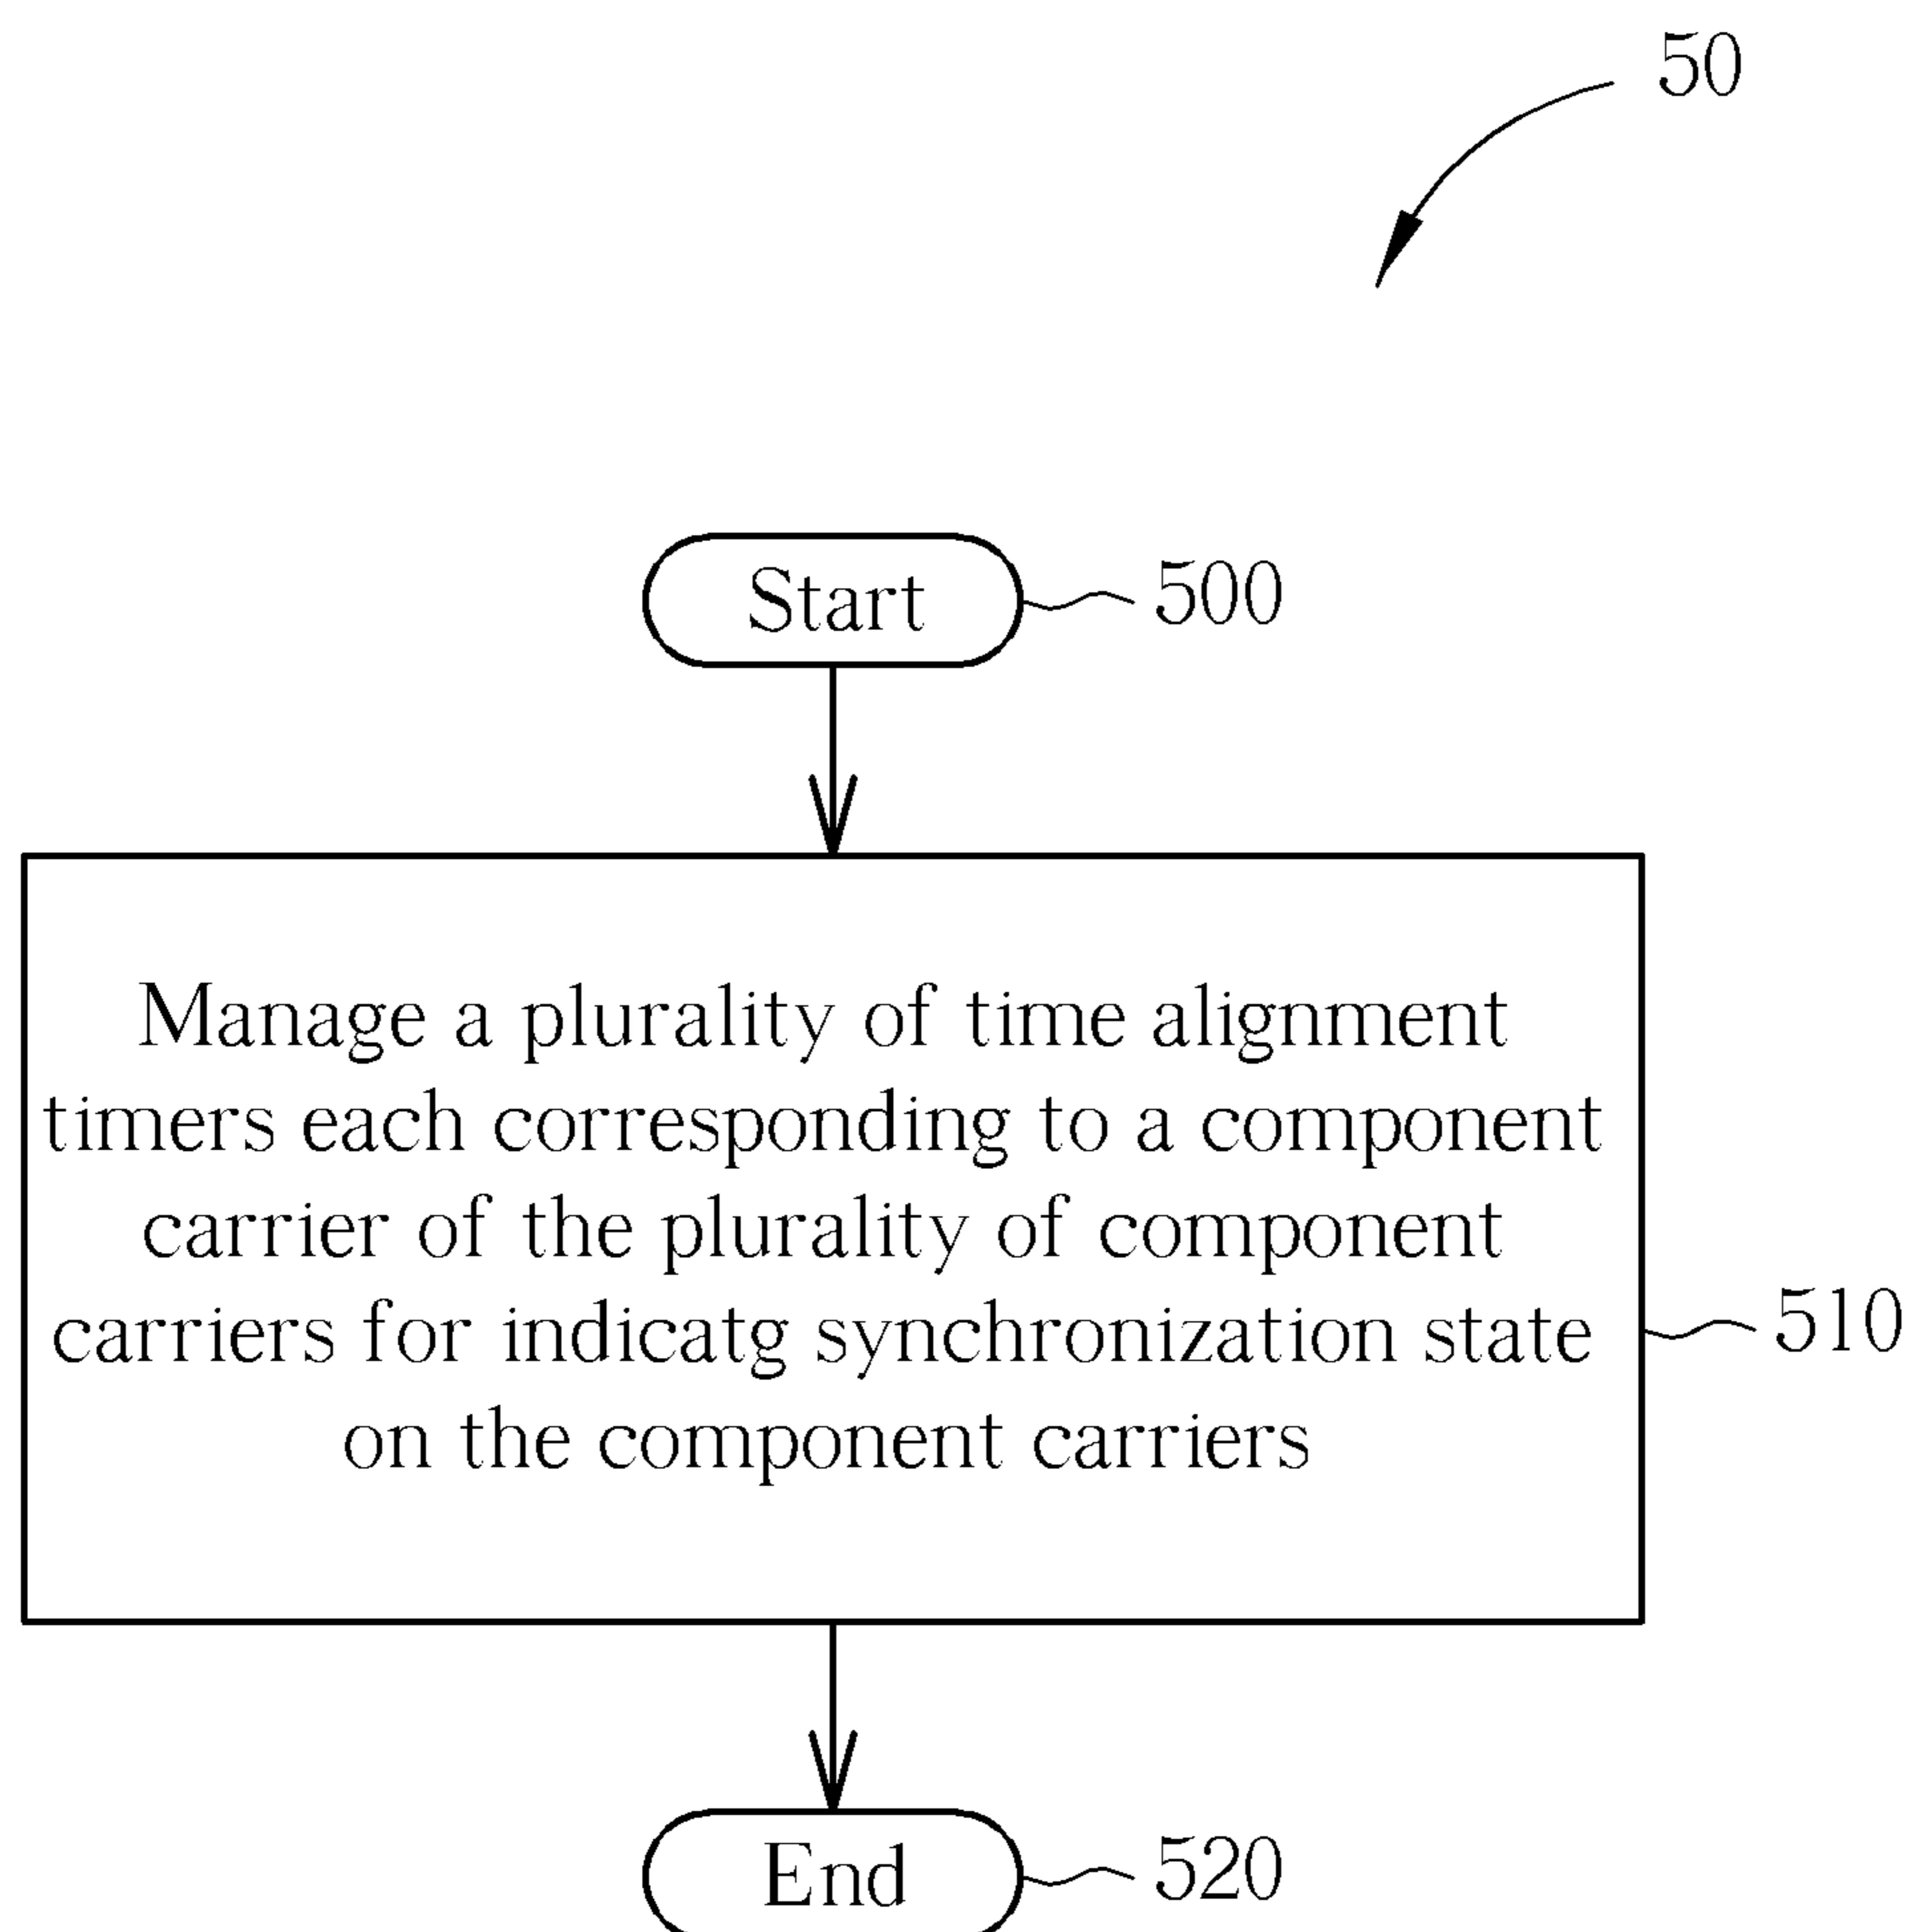 50
Start
500
Manage a plurality of time alignment
timers each corresponding to a component
carrier of the plurality of component
carriers for indicatg synchronization state
on the component carriers
510
End
520